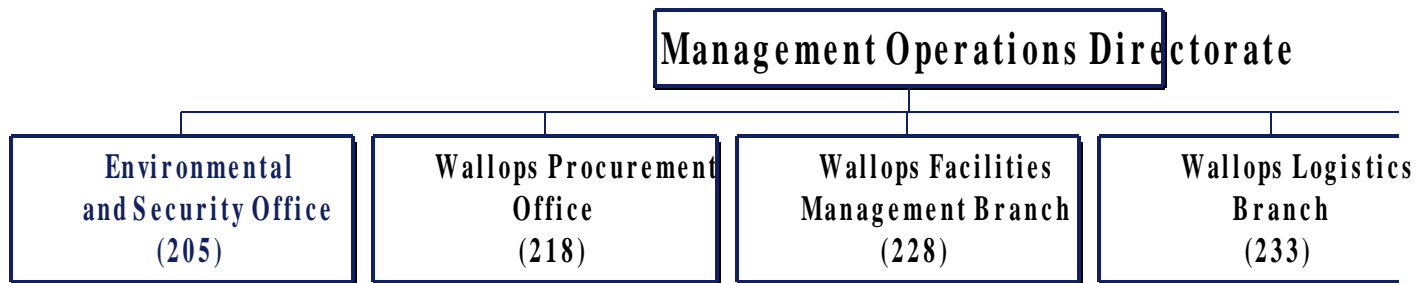 Management Operations Directorate
Environmental
and Security Office
(205)
Wallops Procurement
Office
(218)
Wallops Facilities
Management Branch
(228)
Wallops Logistics
Branch
(233)